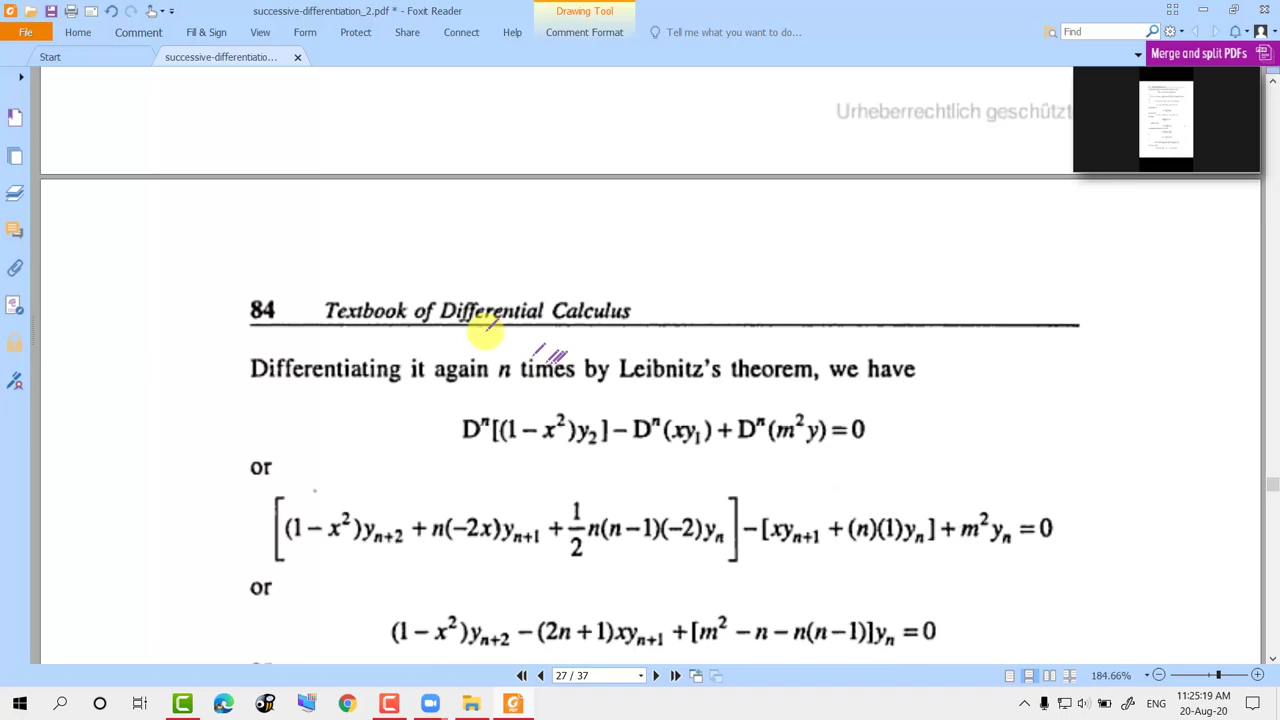 successive-differentiation_2.pdf * - Foxit Reader
Drawing Tool
File Home Comment Fill & Sign View Form Protect Share Connect Help Comment Format Tell me what you want to do... Find
Start successive-differentiatio... Merge and split PDFs
Urheberrechtlich geschützt
84 Textbook of Differential Calculus
Differentiating it again n times by Leibnitz's theorem, we have
Dⁿ[(1 – x²)y₂] – Dⁿ(xy₁) + Dⁿ(m²y) = 0
or
[(1 – x²)yₙ₊₂ + n(–2x)yₙ₊₁ + 1/2 n(n – 1)(–2)yₙ] – [xyₙ₊₁ + (n)(1)yₙ] + m²yₙ = 0
or
(1 – x²)yₙ₊₂ – (2n + 1)xyₙ₊₁ + [m² – n – n(n – 1)]yₙ = 0
27 / 37 184.66%
ENG 11:25:19 AM
20-Aug-20